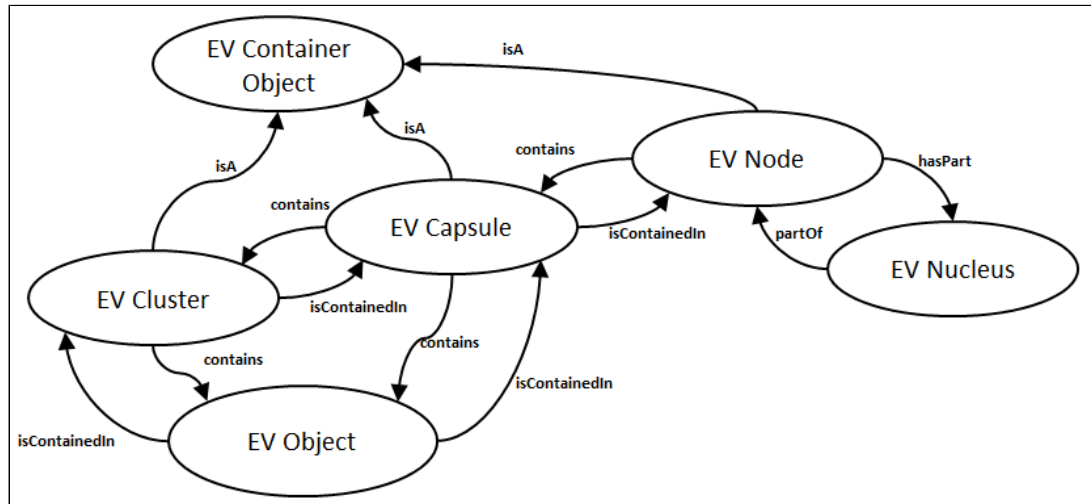 EV Container
Object
isA
isA
contains
EV Node
hasPart
isA
contains
EV Capsule
isContainedIn
partOf
EV Nucleus
EV Cluster
isContainedIn
contains
contains
isContainedIn
isContainedIn
EV Object